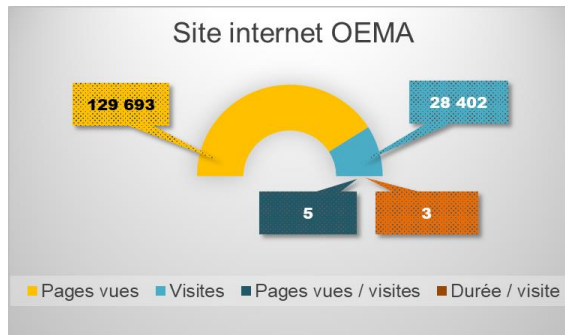 Site internet OEMA
129 693
28 402
5
3
Pages vues Visites Pages vues / visites Durée / visite